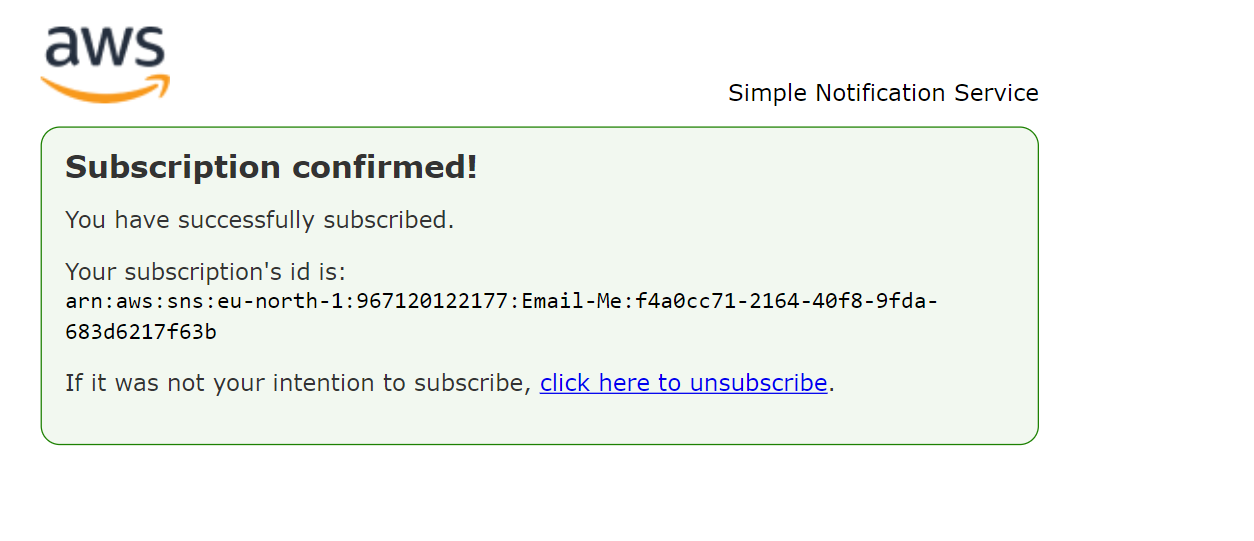 aws
Simple Notification Service
Subscription confirmed!
You have successfully subscribed.
Your subscription's id is:
arn:aws:sns:eu-north-1:967120122177:Email-Me:f4a0cc71-2164-40f8-9fda-
683d6217f63b
If it was not your intention to subscribe, click here to unsubscribe.